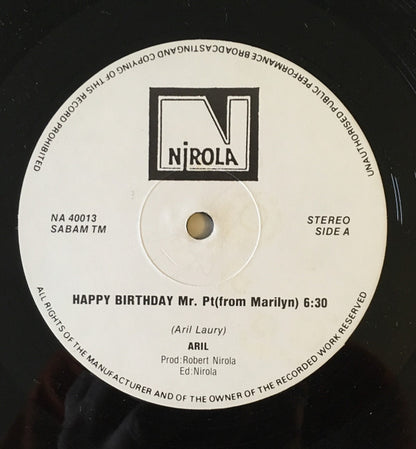 UNAUTHORISED PUBLIC PERFORMANCE BROADCASTINGAND COPYING OF THIS RECORD PROHIBITED
N
NiROLA
NA 40013
SABAM TM
STEREO
SIDE A
HAPPY BIRTHDAY Mr. Pt(from Marilyn) 6:30
(Aril Laury)
ARIL
Prod:Robert Nirola
Ed:Nirola
ALL RIGHTS OF THE MANUFACTURER AND OF THE OWNER OF THE RECORDED WORK RESERVED